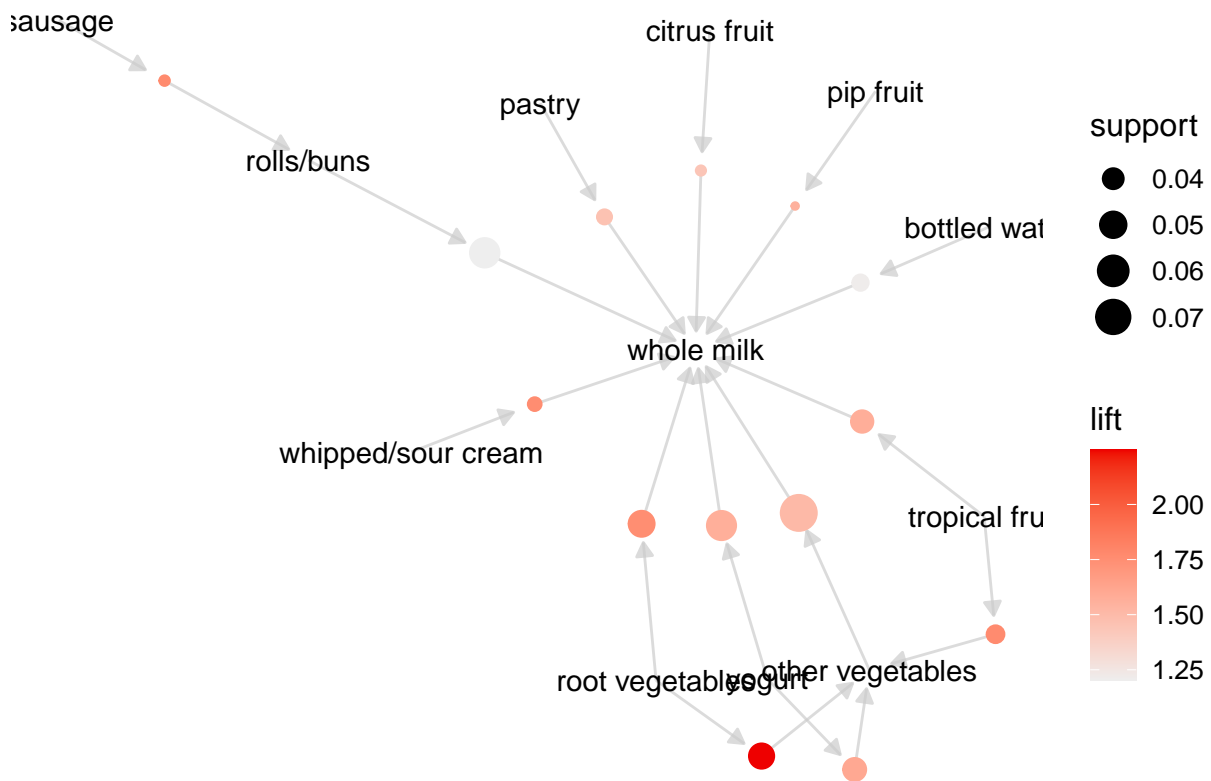 sausage
citrus fruit
pastry
pip fruit
rolls/buns
bottled wat
whole milk
whipped/sour cream
tropical fru
root vegetables
yogurt
other vegetables
support
0.04
0.05
0.06
0.07
lift
2.00
1.75
1.50
1.25